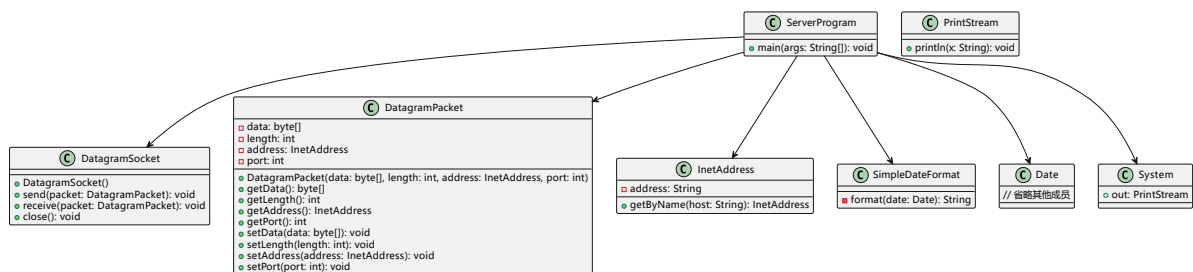 C ServerProgram
main(args: String[]): void
C PrintStream
println(x: String): void
C DatagramSocket
DatagramSocket()
send(packet: DatagramPacket): void
receive(packet: DatagramPacket): void
close(): void
C DatagramPacket
data: byte[]
length: int
address: InetAddress
port: int
DatagramPacket(data: byte[], length: int, address: InetAddress, port: int)
getData(): byte[]
getLength(): int
getAddress(): InetAddress
getPort(): int
setData(data: byte[]): void
setLength(length: int): void
setAddress(address: InetAddress): void
setPort(port: int): void
C InetAddress
address: String
getByName(host: String): InetAddress
C SimpleDateFormat
format(date: Date): String
C Date
// 省略其他成员
C System
out: PrintStream